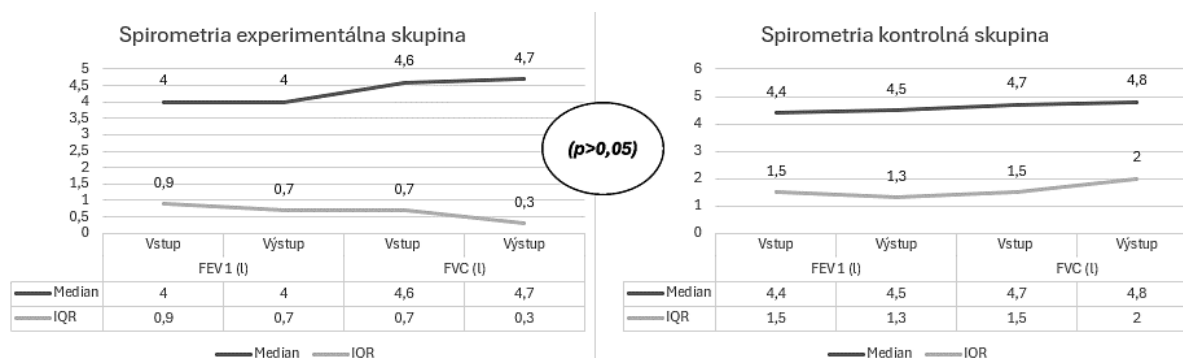 Spirometria experimentálna skupina
5
4,5
4
3,5
3
2,5
2
1,5
1
0,5
0
4
4
4,6
4,7
0,9
0,7
0,7
0,3
Vstup Výstup Vstup Výstup
FEV 1 (l) FVC (l)
Median 4 4 4,6 4,7
IQR 0,9 0,7 0,7 0,3
Median IQR
(p>0,05)
Spirometria kontrolná skupina
6
5
4
3
2
1
0
4,4
4,5
4,7
4,8
1,5
1,3
1,5
2
Vstup Výstup Vstup Výstup
FEV 1 (l) FVC (l)
Median 4,4 4,5 4,7 4,8
IQR 1,5 1,3 1,5 2
Median IQR